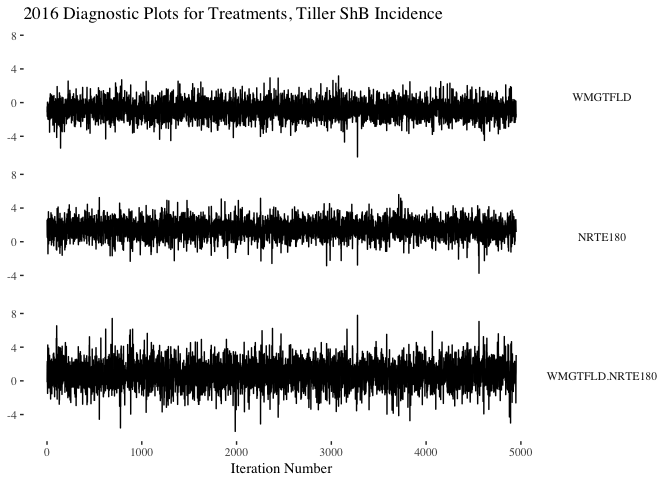 2016 Diagnostic Plots for Treatments, Tiller ShB Incidence
8
4
0
-4
WMGTFLD
8
4
0
-4
NRTE180
8
4
0
-4
WMGTFLD.NRTE180
0 1000 2000 3000 4000 5000
Iteration Number